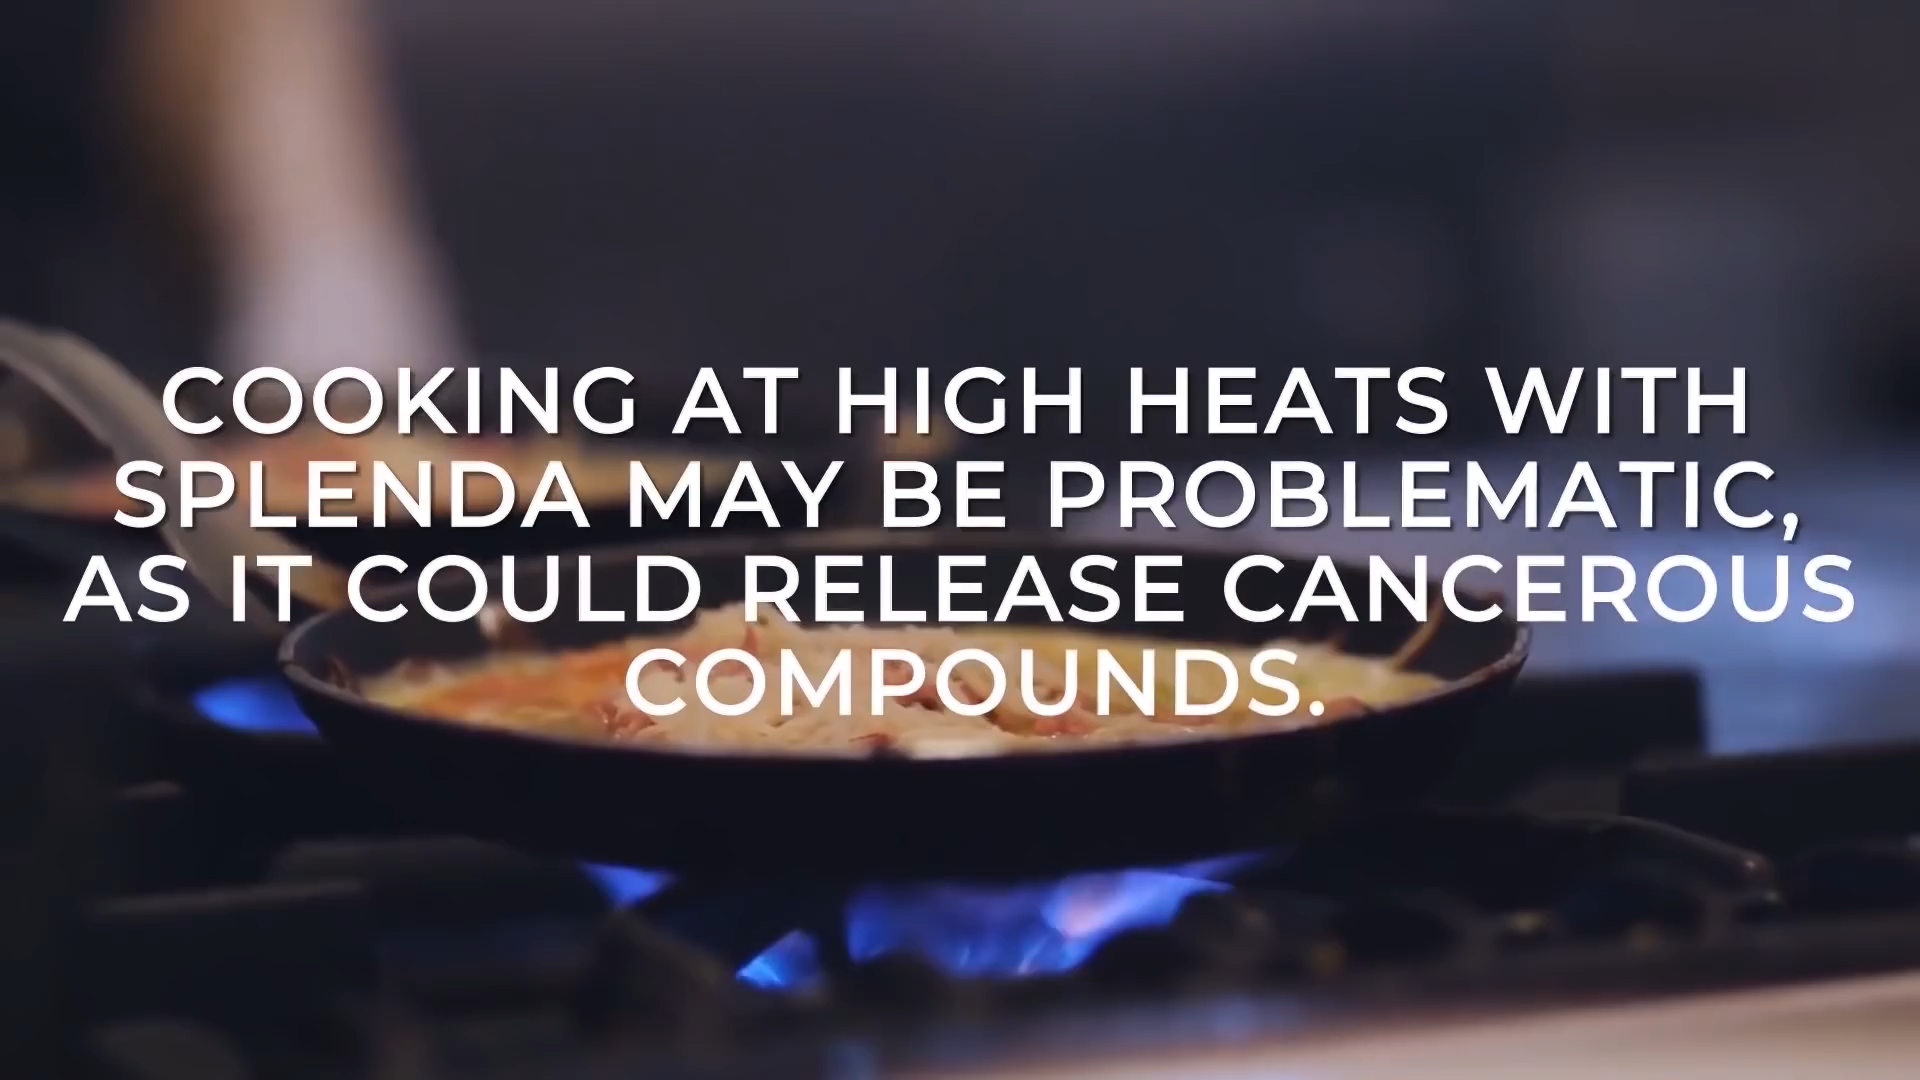 COOKING AT HIGH HEATS WITH
SPLENDA MAY BE PROBLEMATIC,
AS IT COULD RELEASE CANCEROUS
COMPOUNDS.